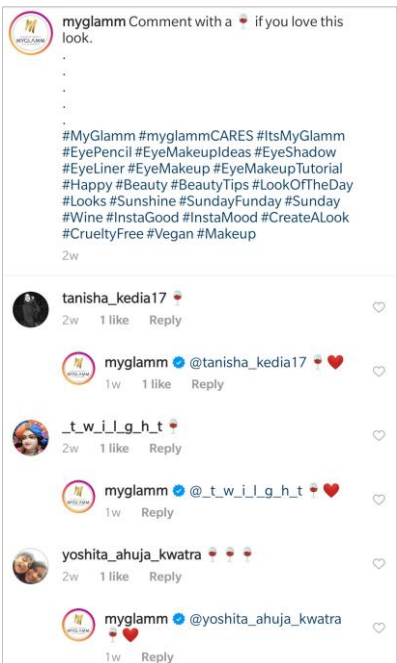 myglamm Comment with a 🍷 if you love this
look.
.
.
.
.
.
#MyGlamm #myglammCARES #ItsMyGlamm
#EyePencil #EyeMakeupIdeas #EyeShadow
#EyeLiner #EyeMakeup #EyeMakeupTutorial
#Happy #Beauty #BeautyTips #LookOfTheDay
#Looks #Sunshine #SundayFunday #Sunday
#Wine #InstaGood #InstaMood #CreateALook
#CrueltyFree #Vegan #Makeup
2w
tanisha_kedia17 🍷
2w 1 like Reply
myglamm @tanisha_kedia17 🍷❤️
1w 1 like Reply
_t_w_i_l_g_h_t 🍷
2w 1 like Reply
myglamm @_t_w_i_l_g_h_t 🍷❤️
1w Reply
yoshita_ahuja_kwatra 🍷🍷🍷
2w 1 like Reply
myglamm @yoshita_ahuja_kwatra
🍷❤️
1w Reply